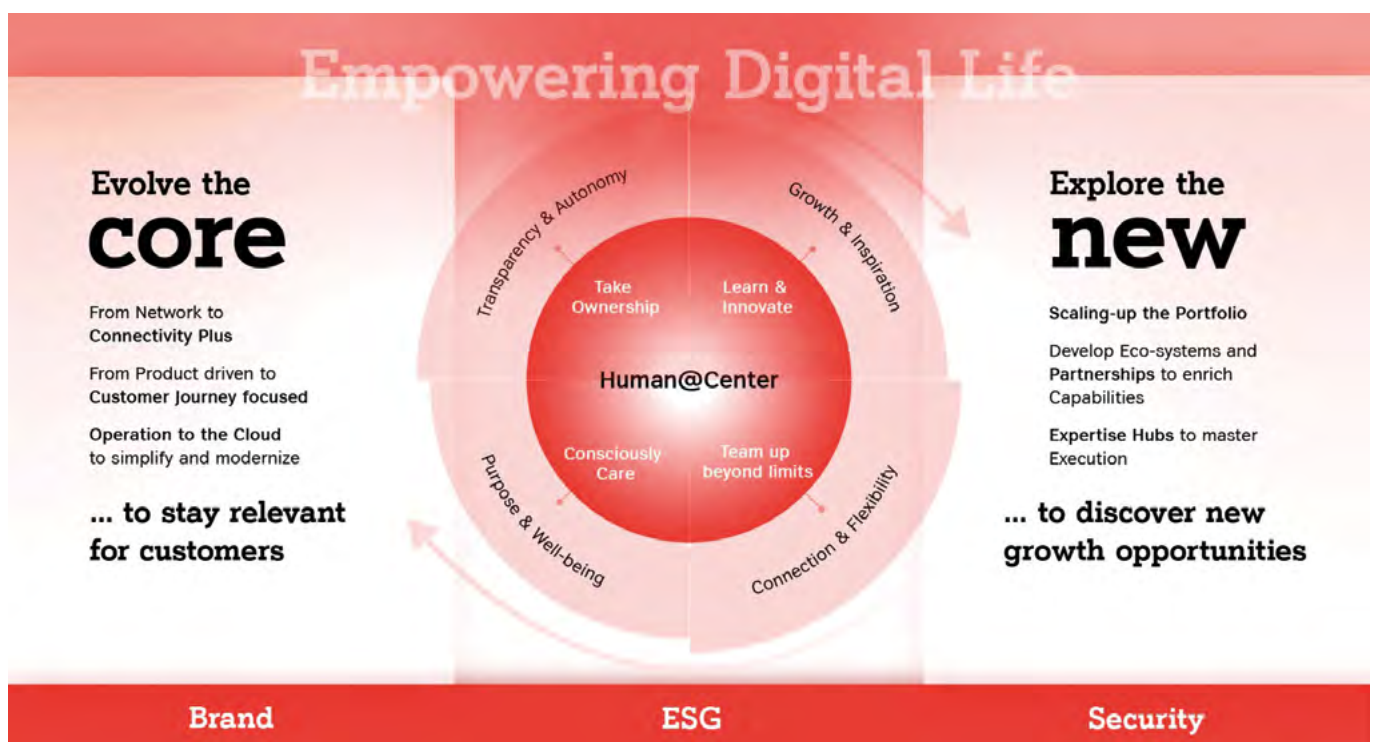 Empowering Digital Life
Evolve the
core
From Network to
Connectivity Plus
From Product driven to
Customer Journey focused
Operation to the Cloud
to simplify and modernize
... to stay relevant
for customers
Transparency & Autonomy
Growth & Inspiration
Take
Ownership
Learn &
Innovate
Human@Center
Consciously
Care
Team up
beyond limits
Purpose & Well-being
Connection & Flexibility
Explore the
new
Scaling-up the Portfolio
Develop Eco-systems and
Partnerships to enrich
Capabilities
Expertise Hubs to master
Execution
... to discover new
growth opportunities
Brand
ESG
Security